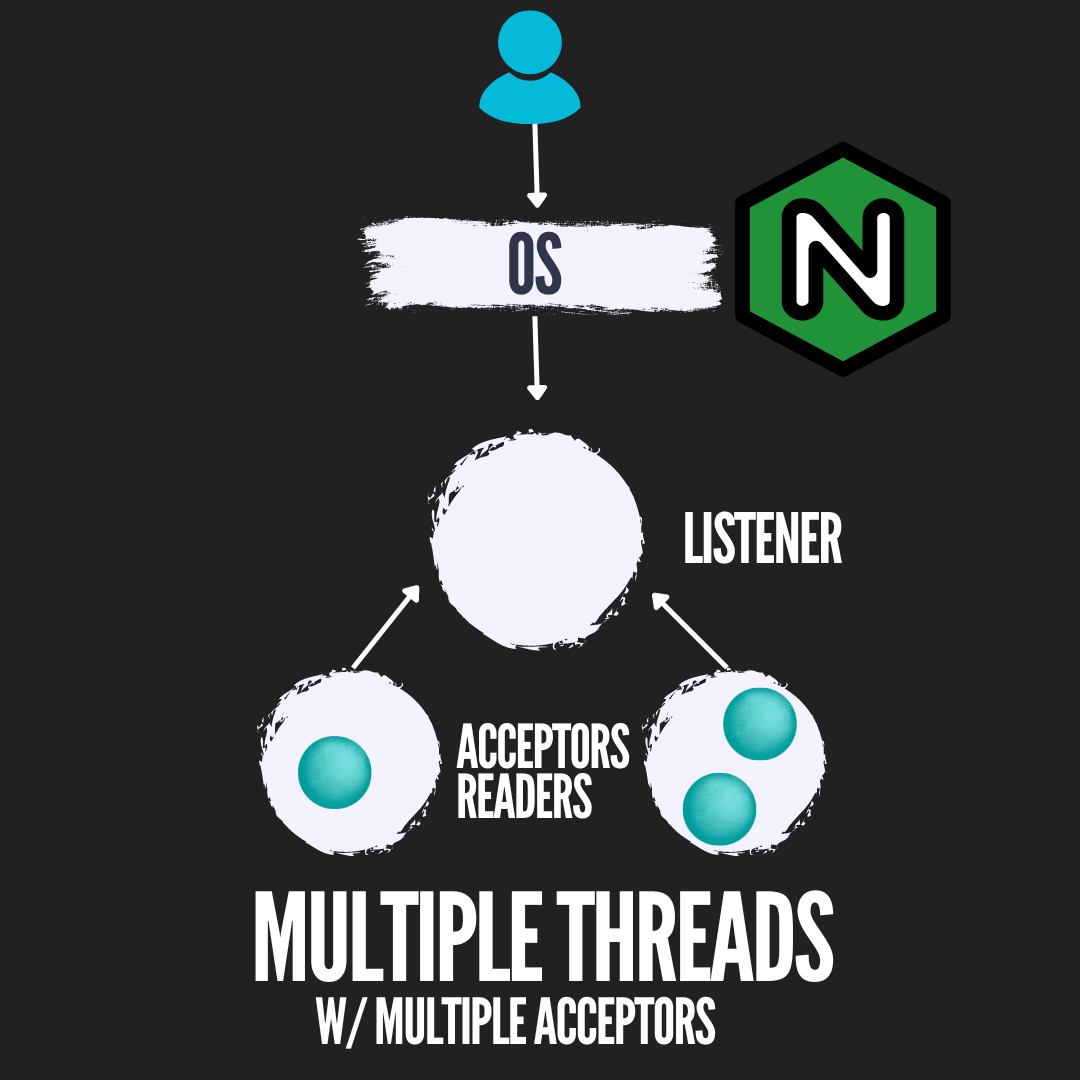 OS
N
LISTENER
ACCEPTORS
READERS
MULTIPLE THREADS
W/ MULTIPLE ACCEPTORS